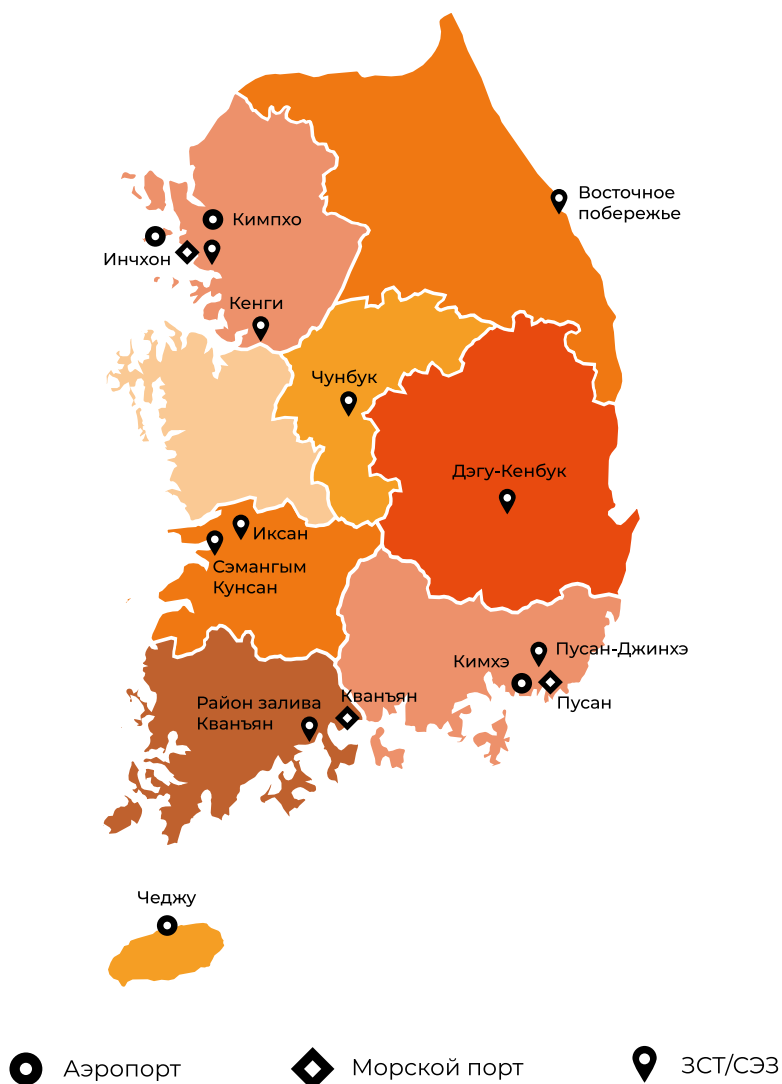 Восточное
побережье
Кимпхо
Инчхон
Кенги
Чунбук
Дэгу-Кенбук
Иксан
Сэмангым
Кунсан
Пусан-Джинхэ
Кимхэ
Кванъян
Район залива
Кванъян
Пусан
Чеджу
Аэропорт
Морской порт
ЗСТ/СЭЗ